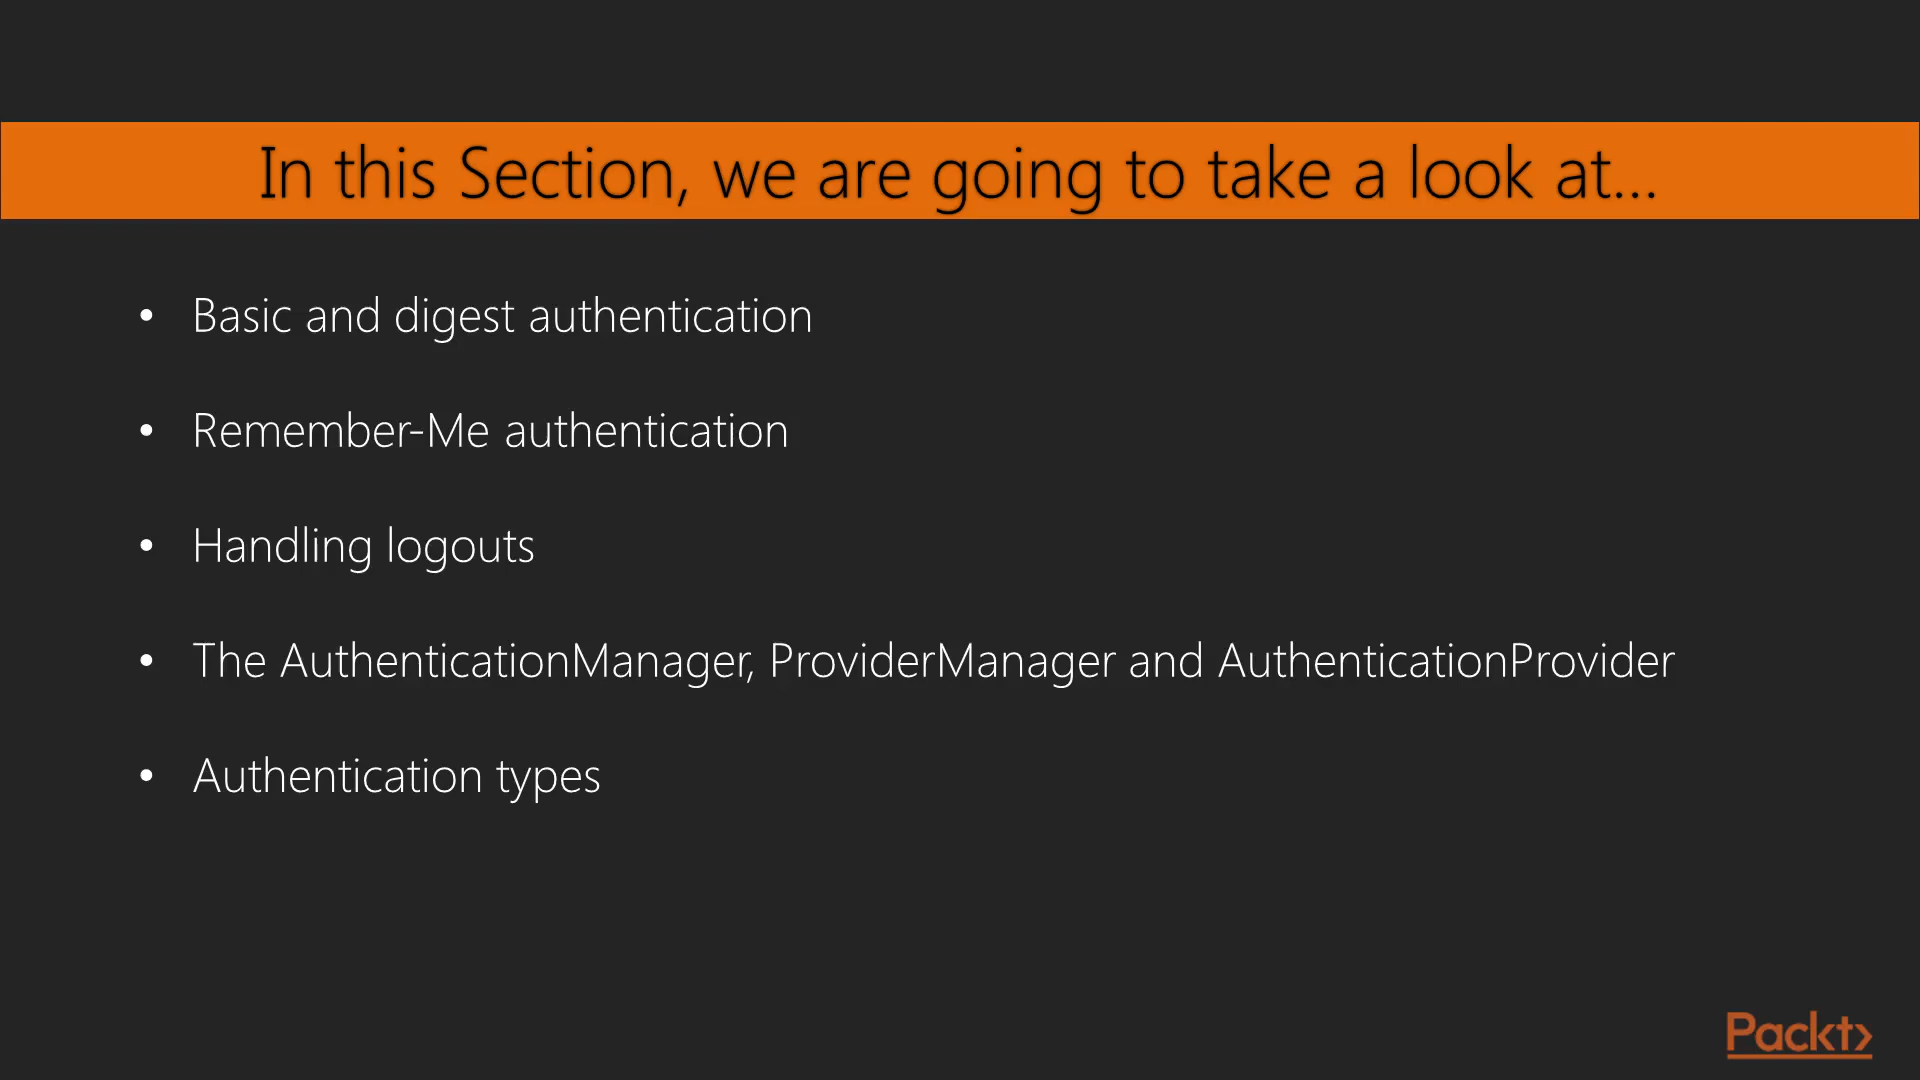 In this Section, we are going to take a look at...
• Basic and digest authentication
• Remember-Me authentication
• Handling logouts
• The AuthenticationManager, ProviderManager and AuthenticationProvider
• Authentication types
Packt>